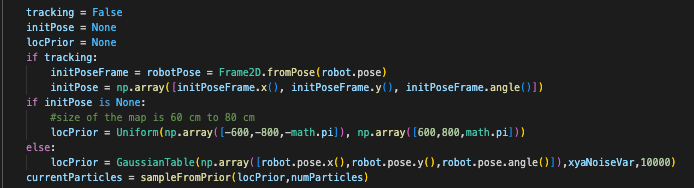 tracking = False
initPose = None
locPrior = None
if tracking:
    initPoseFrame = robotPose = Frame2D.fromPose(robot.pose)
    initPose = np.array([initPoseFrame.x(), initPoseFrame.y(), initPoseFrame.angle()])
if initPose is None:
    #size of the map is 60 cm to 80 cm
    locPrior = Uniform(np.array([-600,-800,-math.pi]), np.array([600,800,math.pi]))
else:
    locPrior = GaussianTable(np.array([robot.pose.x(),robot.pose.y(),robot.pose.angle()]),xyaNoiseVar,10000)
currentParticles = sampleFromPrior(locPrior,numParticles)